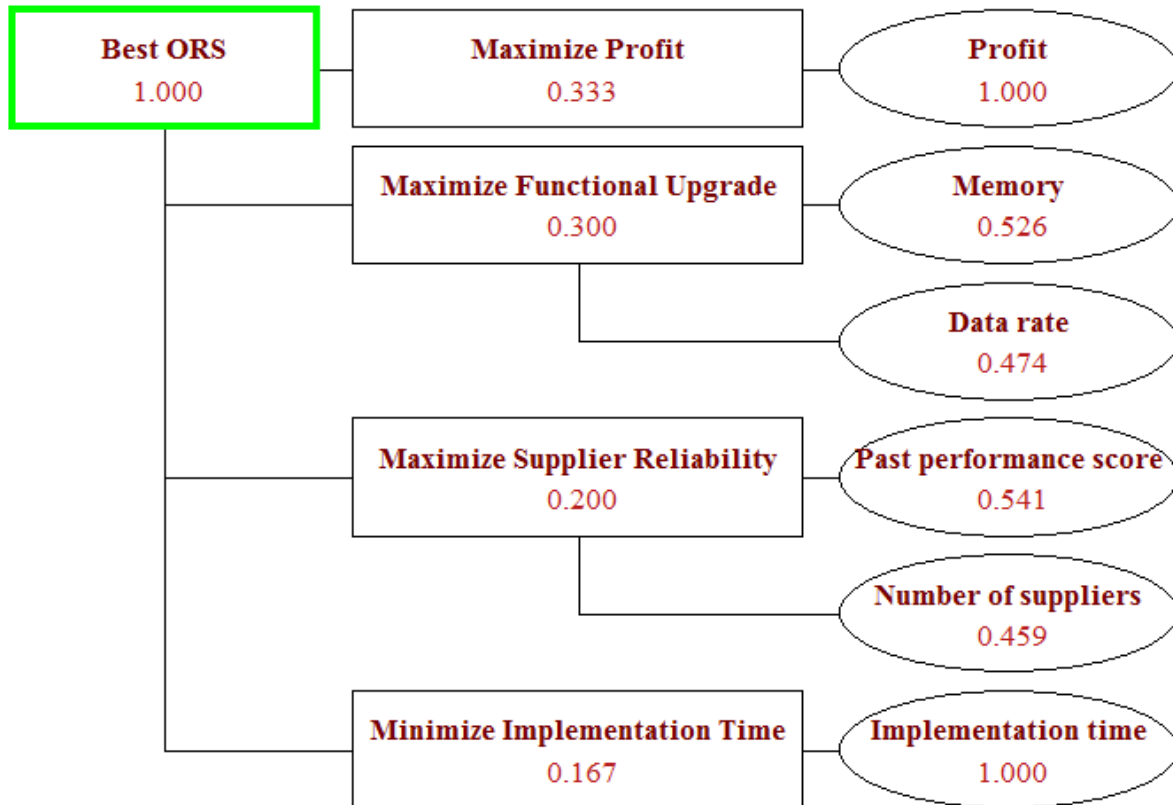 Best ORS
1.000
Maximize Profit
0.333
Profit
1.000
Maximize Functional Upgrade
0.300
Memory
0.526
Data rate
0.474
Maximize Supplier Reliability
0.200
Past performance score
0.541
Number of suppliers
0.459
Minimize Implementation Time
0.167
Implementation time
1.000